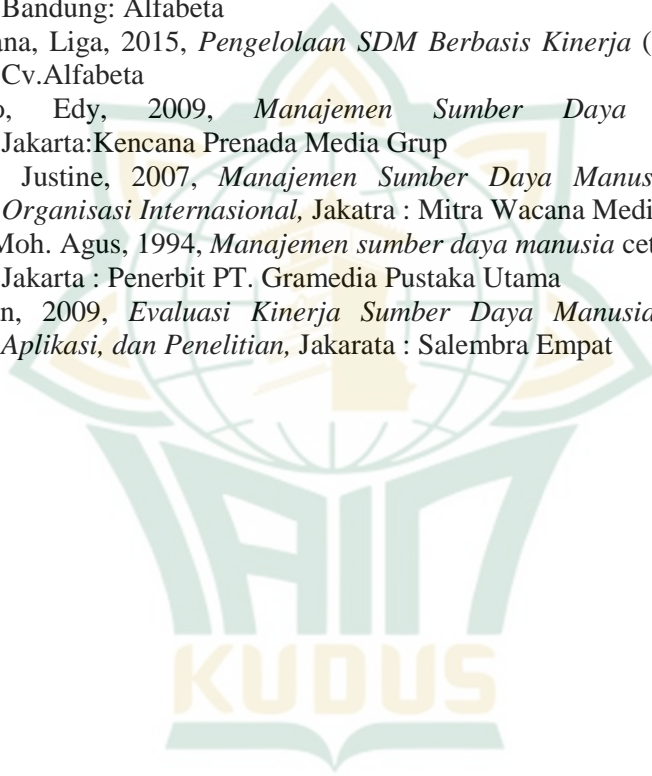 Bandung: Alfabeta
ana, Liga, 2015, Pengelolaan SDM Berbasis Kinerja (
Cv.Alfabeta
o, Edy, 2009, Manajemen Sumber Daya
Jakarta:Kencana Prenada Media Grup
Justine, 2007, Manajemen Sumber Daya Manus
Organisasi Internasional, Jakatra : Mitra Wacana Medi
Moh. Agus, 1994, Manajemen sumber daya manusia cet
Jakarta : Penerbit PT. Gramedia Pustaka Utama
n, 2009, Evaluasi Kinerja Sumber Daya Manusia
Aplikasi, dan Penelitian, Jakarata : Salembra Empat
IAIN
KUDUS